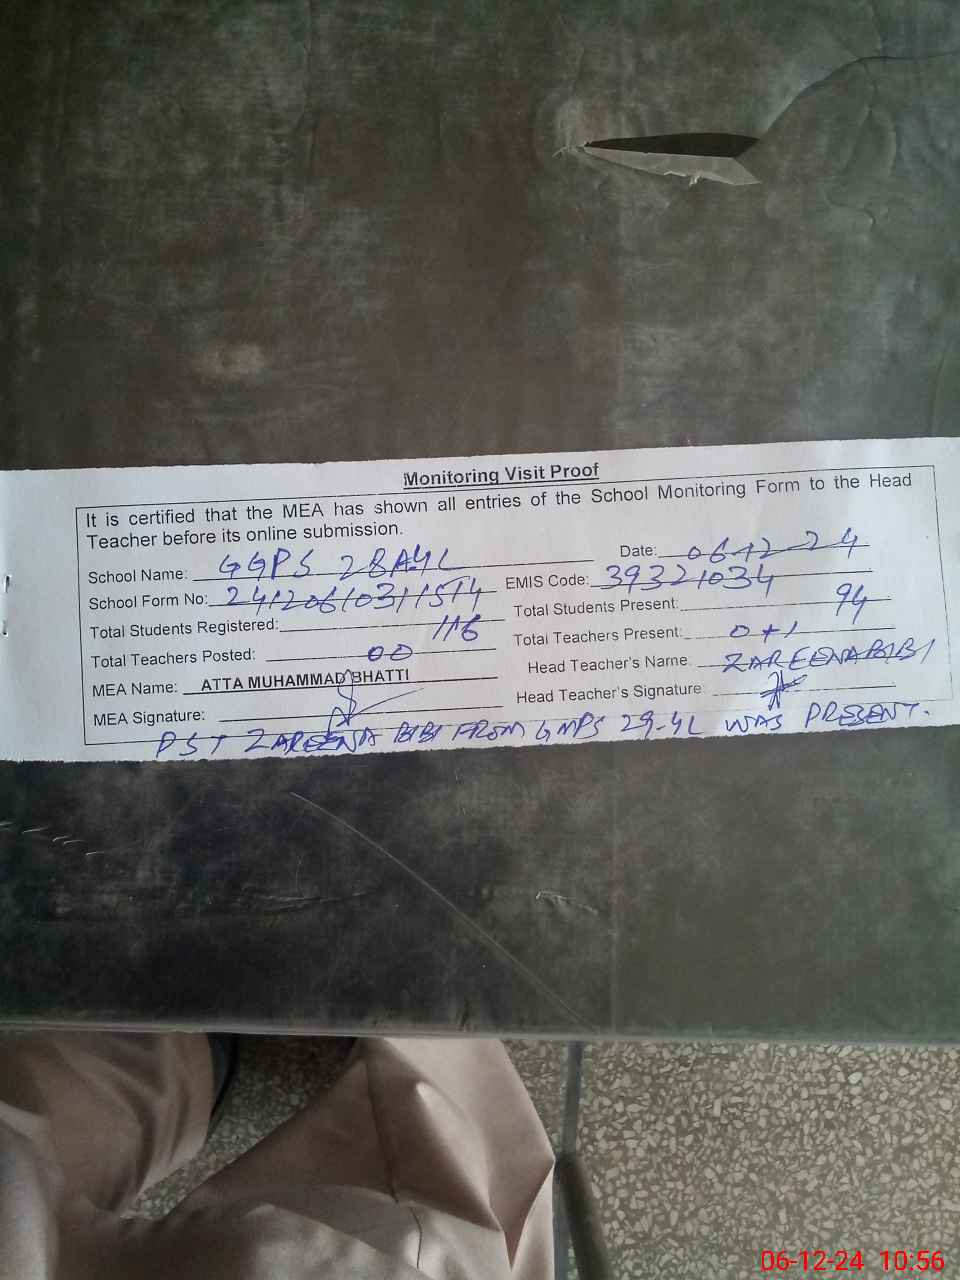 Monitoring Visit Proof
It is certified that the MEA has shown all entries of the School Monitoring Form to the Head
Teacher before its online submission.
School Name: GGPS 28A4L Date: 06-12-24
School Form No: 2412061031514 EMIS Code: 39321034
Total Students Registered: 116 Total Students Present: 94
Total Teachers Posted: 00 Total Teachers Present: 0+1
MEA Name: ATTA MUHAMMAD BHATTI Head Teacher's Name ZAREENA BIBI
MEA Signature: Head Teacher's Signature:
PST ZAREENA BIBI FROM GMPS 29-4L WAS PRESENT.
06-12-24 10:56